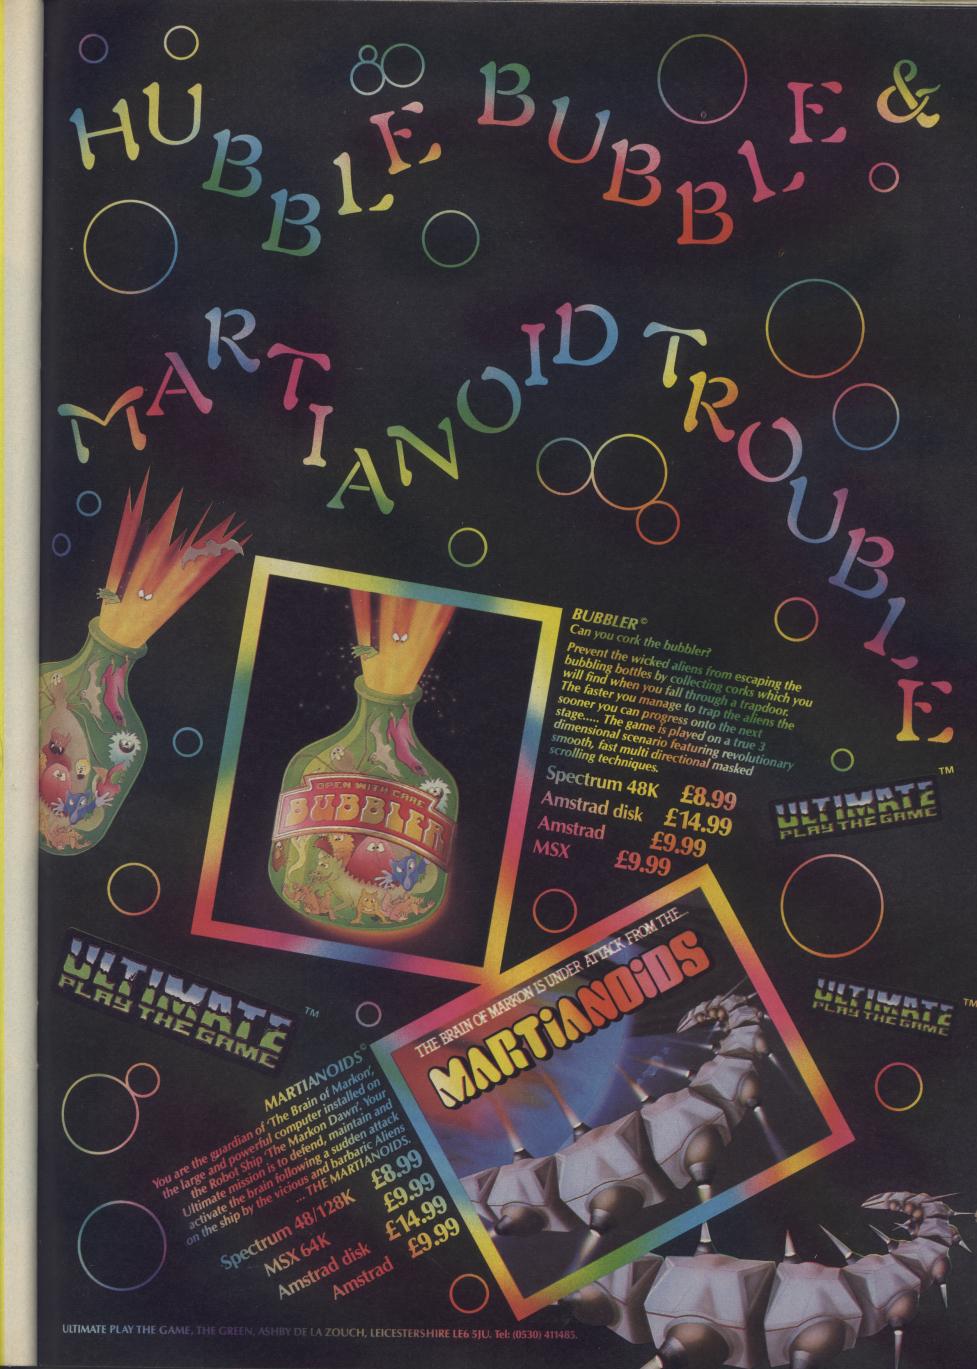 HUBBLE BUBBLE &
MARTIANOID TROUBLE
OPEN WITH CARE
BUBBLER
BUBBLER©
Can you cork the bubbler?
Prevent the wicked aliens from escaping the
bubbling bottles by collecting corks which you
will find when you fall through a trapdoor.
The faster you manage to trap the aliens the
sooner you can progress onto the next
stage..... The game is played on a true 3
dimensional scenario featuring revolutionary
smooth, fast multi directional masked
scrolling techniques.
Spectrum 48K £8.99
Amstrad disk £14.99
Amstrad £9.99
MSX £9.99
ULTIMATE TM
PLAY THE GAME
ULTIMATE TM
PLAY THE GAME
ULTIMATE TM
PLAY THE GAME
THE BRAIN OF MARKON IS UNDER ATTACK FROM THE...
MARTIANOIDS
MARTIANOIDS©
You are the guardian of 'The Brain of Markon',
the large and powerful computer installed on
the Robot Ship 'The Markon Dawn'. Your
Ultimate mission is to defend, maintain and
activate the brain following a sudden attack
on the ship by the vicious and barbaric Aliens
... THE MARTIANOIDS.
Spectrum 48/128K £8.99
MSX 64K £9.99
Amstrad disk £14.99
Amstrad £9.99
ULTIMATE PLAY THE GAME, THE GREEN, ASHBY DE LA ZOUCH, LEICESTERSHIRE LE6 5JU. Tel: (0530) 411485.